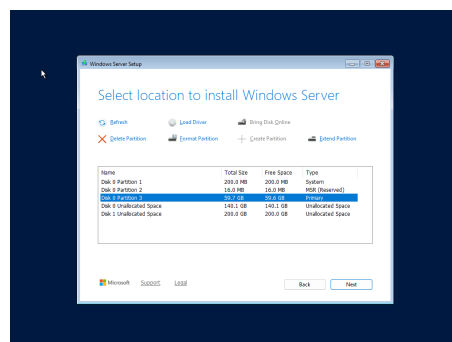 Windows Server Setup
Select location to install Windows Server
Refresh
Load Driver
Bring Disk Online
Delete Partition
Format Partition
Create Partition
Extend Partition
Name Total Size Free Space Type
Disk 0 Partition 1 200.0 MB 200.0 MB System
Disk 0 Partition 2 16.0 MB 16.0 MB MSR (Reserved)
Disk 0 Partition 3 59.7 GB 59.6 GB Primary
Disk 0 Unallocated Space 140.1 GB 140.1 GB Unallocated Space
Disk 1 Unallocated Space 200.0 GB 200.0 GB Unallocated Space
Microsoft Support Legal
Back Next